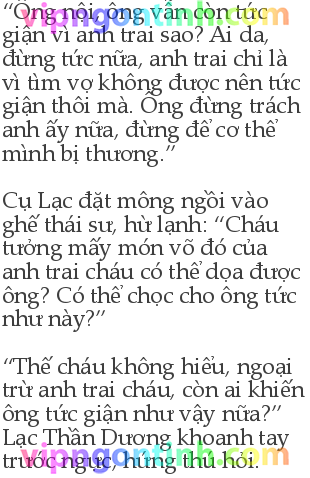 “Ông nội, ông vẫn còn tức
giận vì anh trai sao? Ai da,
đừng tức nữa, anh trai chỉ là
vì tìm vợ không được nên tức
giận thôi mà. Ông đừng trách
anh ấy nữa, đừng để cơ thể
mình bị thương.”
Cụ Lạc đặt mông ngồi vào
ghế thái sư, hừ lạnh: “Cháu
tưởng mấy món võ đó của
anh trai cháu có thể dọa được
ông? Có thể chọc cho ông tức
như này?”
“Thế cháu không hiểu, ngoại
trừ anh trai cháu, còn ai khiến
ông tức giận như vậy nữa?”
Lạc Thần Dương khoanh tay
trước ngực, hứng thú hỏi.
vipngontinh.com
vipngontinh.com